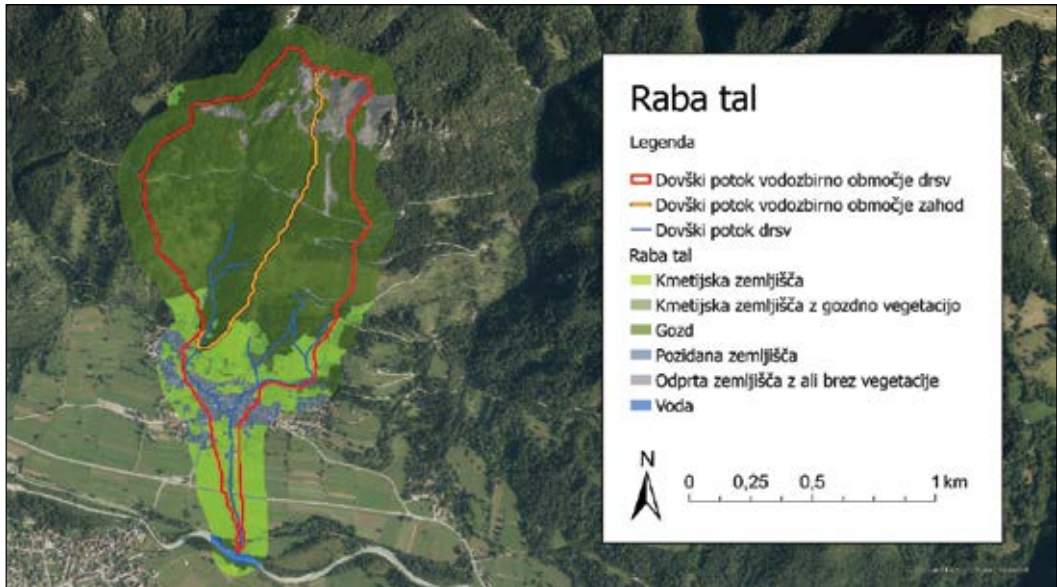 Raba tal
Legenda
Dovški potok vodozbirno območje drsv
Dovški potok vodozbirno območje zahod
Dovški potok drsv
Raba tal
Kmetijska zemljišča
Kmetijska zemljišča z gozdno vegetacijo
Gozd
Pozidana zemljišča
Odprta zemljišča z ali brez vegetacije
Voda
N
0 0,25 0,5 1 km